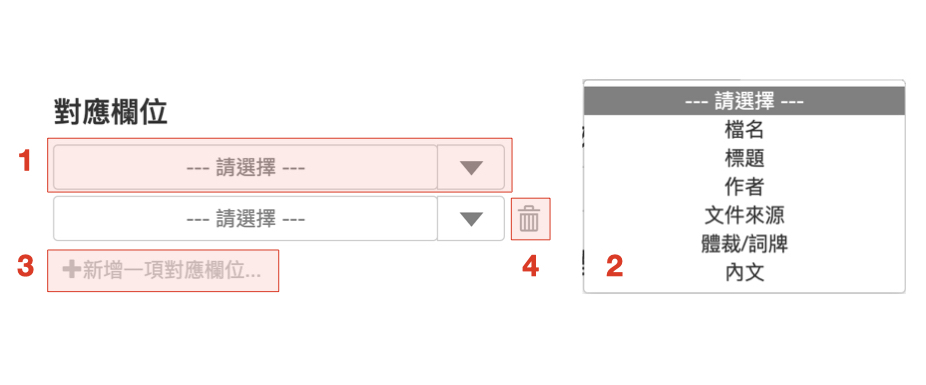 對應欄位
1
--- 請選擇 ---
--- 請選擇 ---
3
✚新增一項對應欄位...
4
--- 請選擇 ---
檔名
標題
作者
文件來源
體裁/詞牌
內文
2